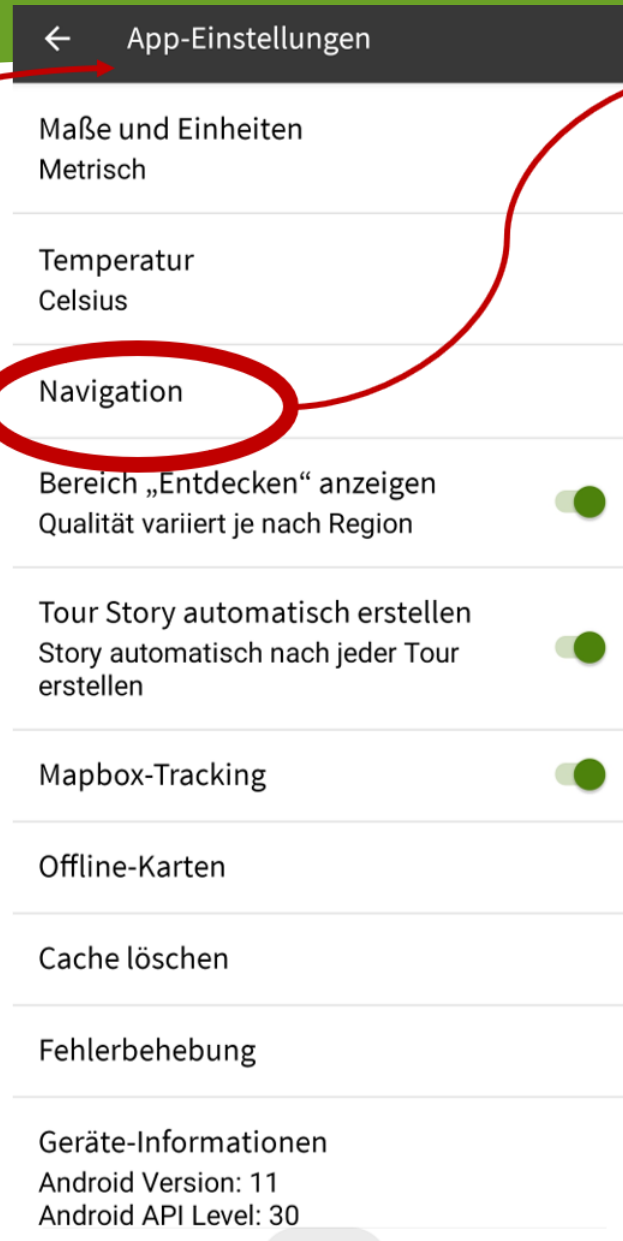 App-Einstellungen
Maße und Einheiten
Metrisch
Temperatur
Celsius
Navigation
Bereich „Entdecken“ anzeigen
Qualität variiert je nach Region
Tour Story automatisch erstellen
Story automatisch nach jeder Tour
erstellen
Mapbox-Tracking
Offline-Karten
Cache löschen
Fehlerbehebung
Geräte-Informationen
Android Version: 11
Android API Level: 30